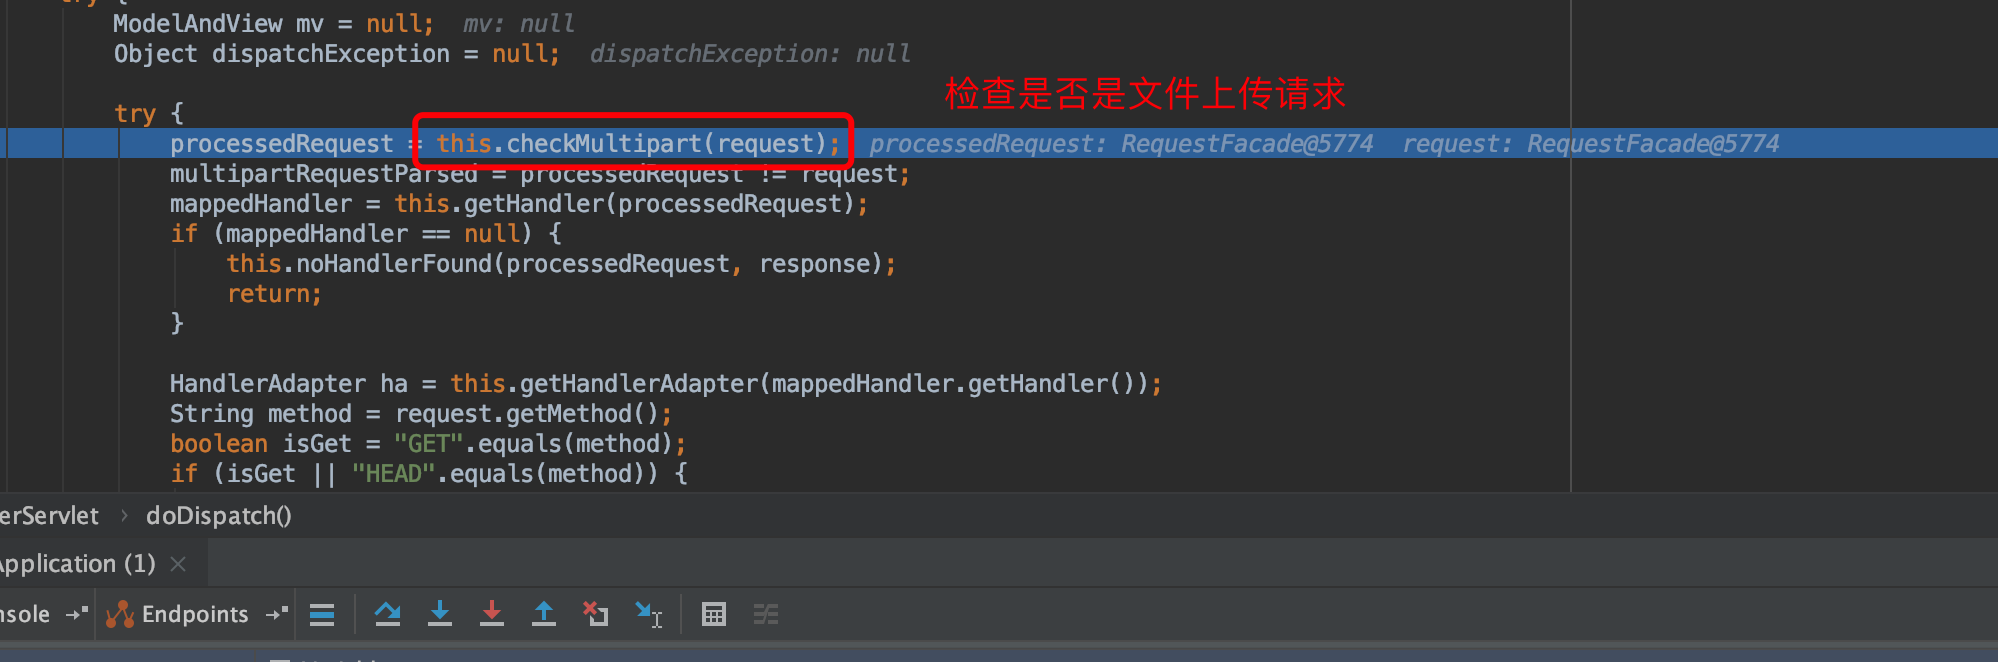 try {
ModelAndView mv = null; mv: null
Object dispatchException = null; dispatchException: null
检查是否是文件上传请求
try {
processedRequest = this.checkMultipart(request); processedRequest: RequestFacade@5774 request: RequestFacade@5774
multipartRequestParsed = processedRequest != request;
mappedHandler = this.getHandler(processedRequest);
if (mappedHandler == null) {
this.noHandlerFound(processedRequest, response);
return;
}
HandlerAdapter ha = this.getHandlerAdapter(mappedHandler.getHandler());
String method = request.getMethod();
boolean isGet = "GET".equals(method);
if (isGet || "HEAD".equals(method)) {
erServlet › doDispatch()
Application (1)
nsole Endpoints